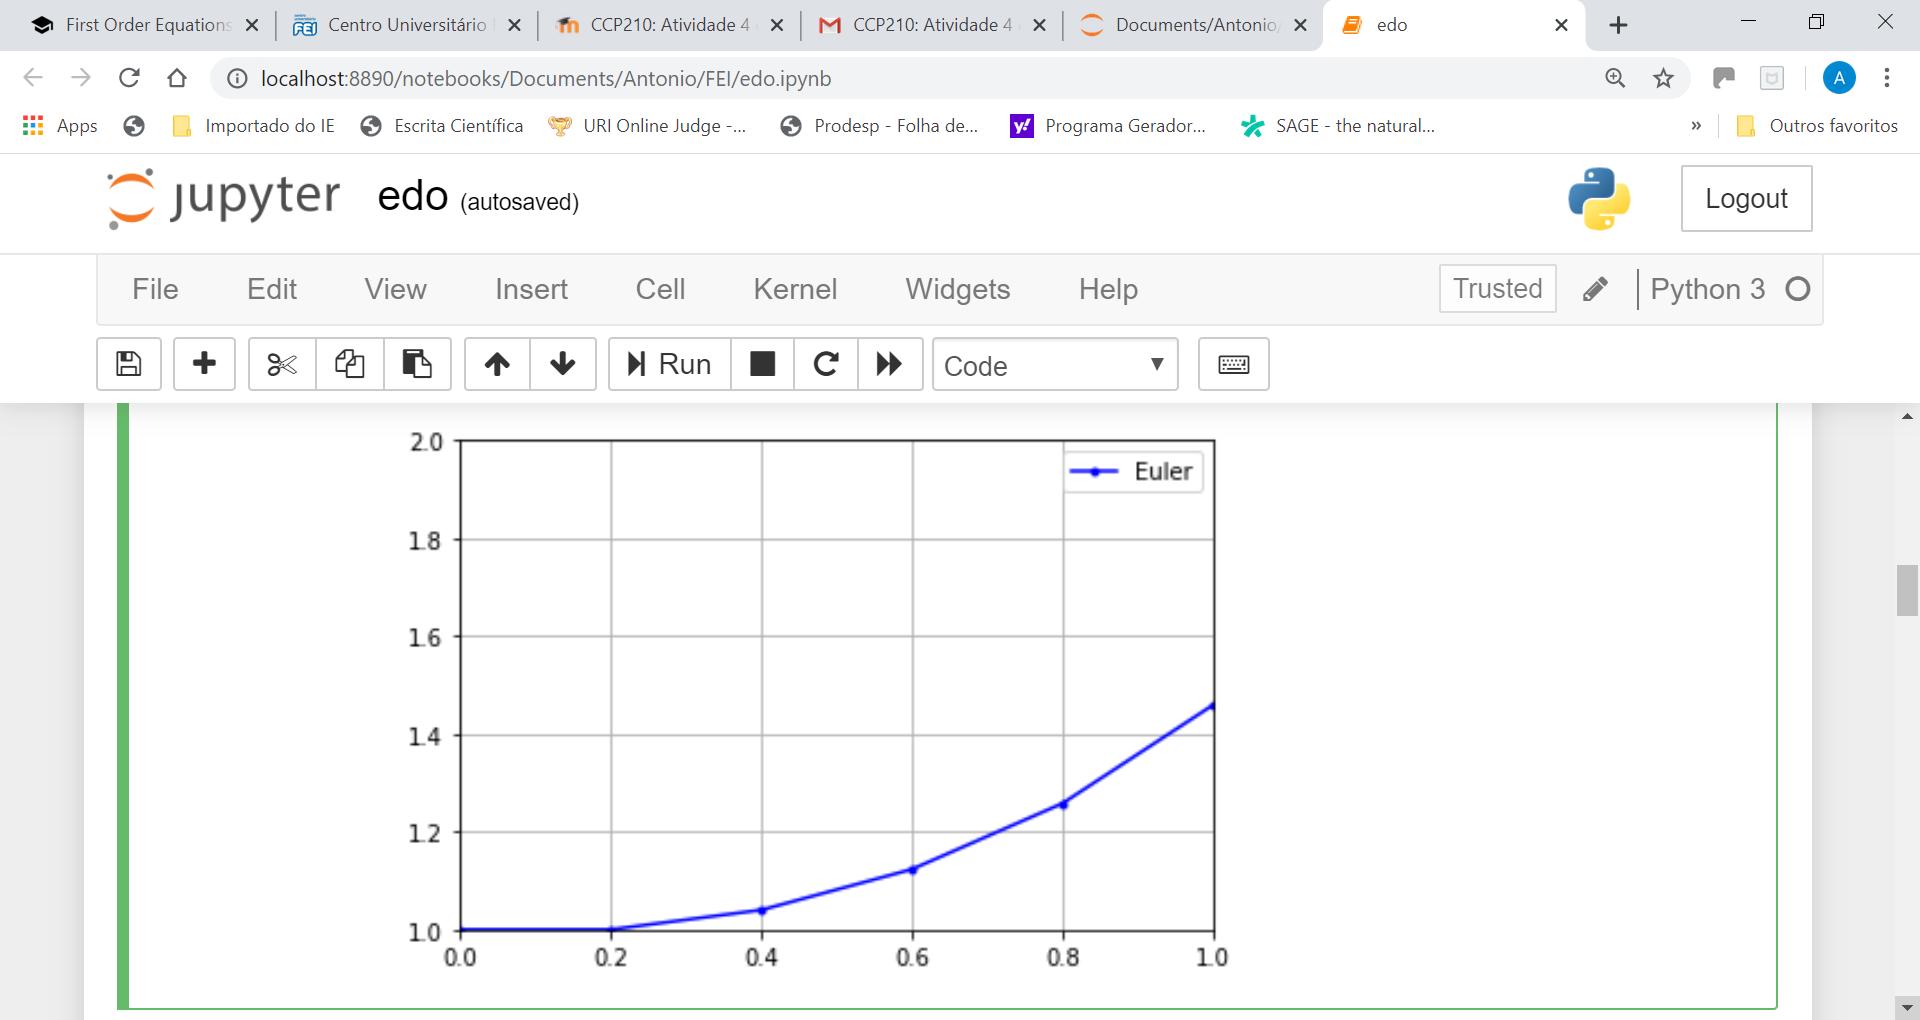 First Order Equations
Centro Universitário
CCP210: Atividade 4
CCP210: Atividade 4
Documents/Antonio/
edo
localhost:8890/notebooks/Documents/Antonio/FEI/edo.ipynb
A
Apps
Importado do IE
Escrita Científica
URI Online Judge -...
Prodesp - Folha de...
Programa Gerador...
SAGE - the natural...
»
Outros favoritos
jupyter edo (autosaved)
Logout
File Edit View Insert Cell Kernel Widgets Help
Trusted
Python 3
Run
Code
2.0
Euler
1.8
1.6
1.4
1.2
1.0
0.0 0.2 0.4 0.6 0.8 1.0